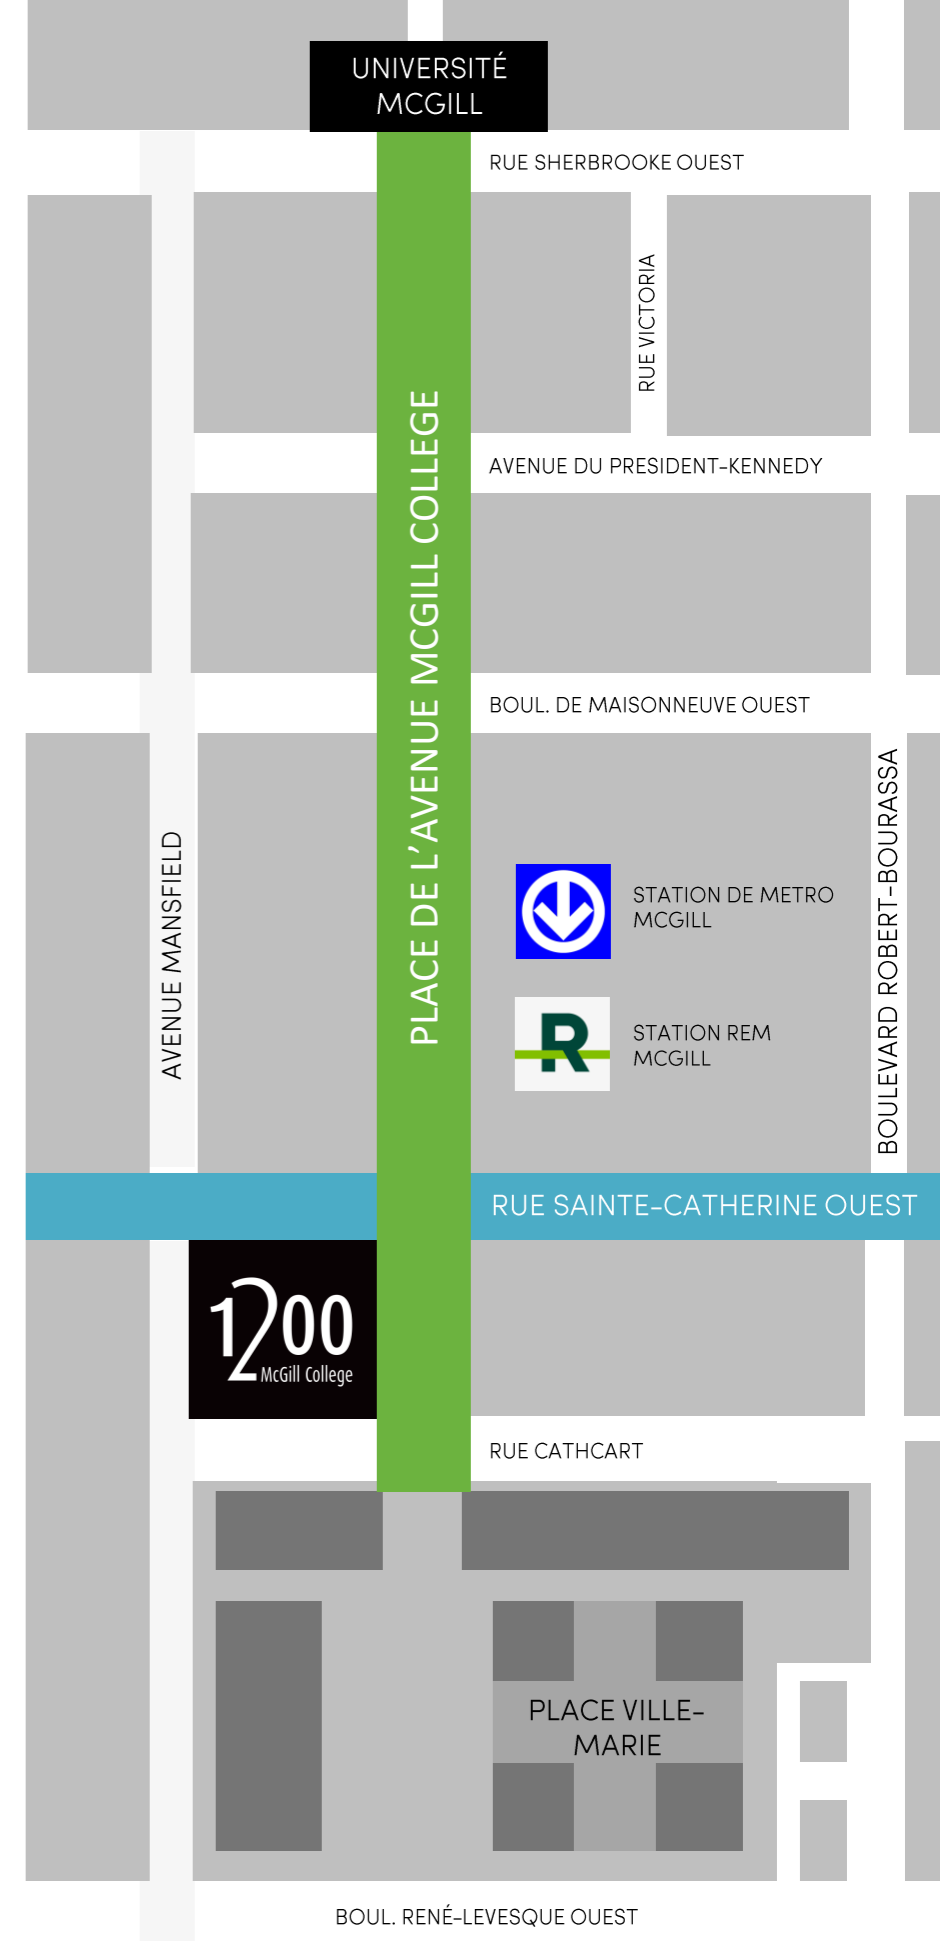 UNIVERSITÉ
MCGILL
RUE SHERBROOKE OUEST
RUE VICTORIA
AVENUE DU PRESIDENT-KENNEDY
PLACE DE L'AVENUE MCGILL COLLEGE
BOUL. DE MAISONNEUVE OUEST
AVENUE MANSFIELD
STATION DE METRO
MCGILL
R
STATION REM
MCGILL
BOULEVARD ROBERT-BOURASSA
RUE SAINTE-CATHERINE OUEST
1200
McGill College
RUE CATHCART
PLACE VILLE-
MARIE
BOUL. RENÉ-LEVESQUE OUEST